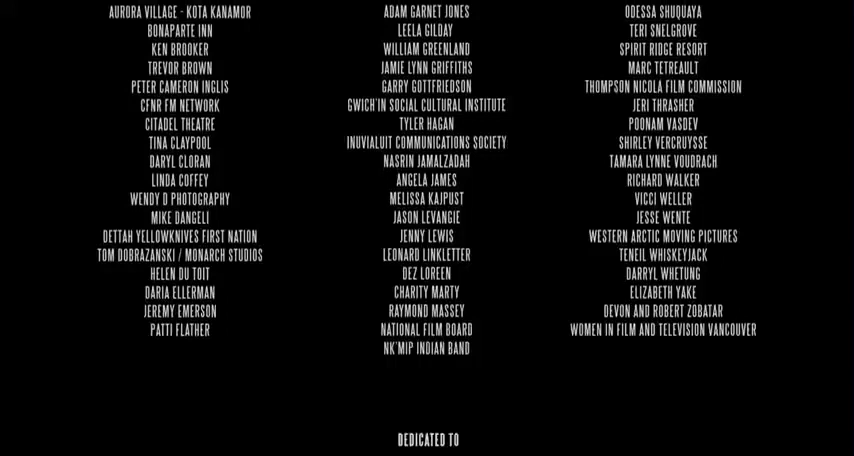 AURORA VILLAGE - KOTA KANAMOR
BONAPARTE INN
KEN BROOKER
TREVOR BROWN
PETER CAMERON INGLIS
CFNR FM NETWORK
CITADEL THEATRE
TINA CLAYPOOL
DARYL CLORAN
LINDA COFFEY
WENDY D PHOTOGRAPHY
MIKE DANGELI
DETTAH YELLOWKNIVES FIRST NATION
TOM DOBRAZANSKI / MONARCH STUDIOS
HELEN DU TOIT
DARIA ELLERMAN
JEREMY EMERSON
PATTI FLATHER
ADAM GARNET JONES
LEELA GILDAY
WILLIAM GREENLAND
JAMIE LYNN GRIFFITHS
GARRY GOTTFRIEDSON
GWICH'IN SOCIAL CULTURAL INSTITUTE
TYLER HAGAN
INUVIALUIT COMMUNICATIONS SOCIETY
NASRIN JAMALZADAH
ANGELA JAMES
MELISSA KAJPUST
JASON LEVANGIE
JENNY LEWIS
LEONARD LINKLETTER
DEZ LOREEN
CHARITY MARTY
RAYMOND MASSEY
NATIONAL FILM BOARD
NK'MIP INDIAN BAND
ODESSA SHUQUAYA
TERI SNELGROVE
SPIRIT RIDGE RESORT
MARC TETREAULT
THOMPSON NICOLA FILM COMMISSION
JERI THRASHER
POONAM VASDEV
SHIRLEY VERCRUYSSE
TAMARA LYNNE VOUDRACH
RICHARD WALKER
VICCI WELLER
JESSE WENTE
WESTERN ARCTIC MOVING PICTURES
TENEIL WHISKEYJACK
DARRYL WHETUNG
ELIZABETH YAKE
DEVON AND ROBERT ZOBATAR
WOMEN IN FILM AND TELEVISION VANCOUVER
DEDICATED TO